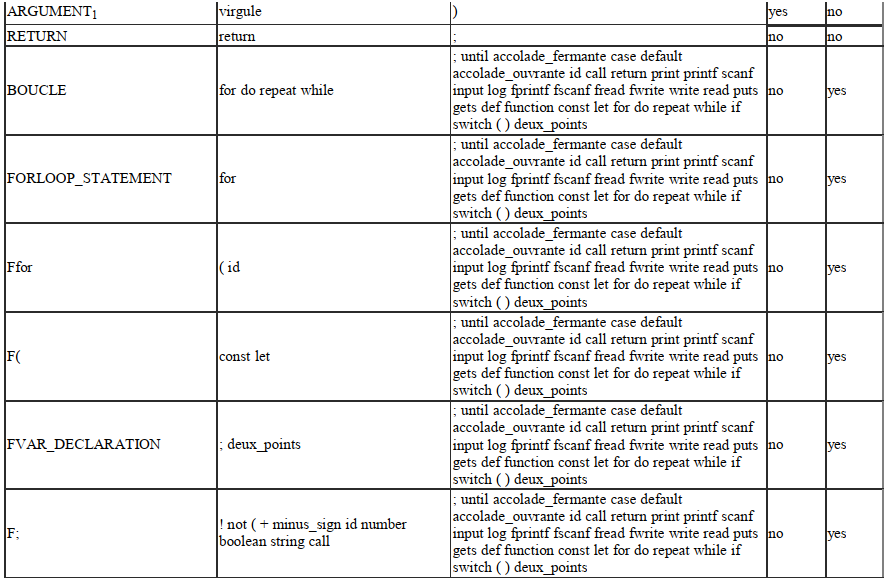 ARGUMENT1 virgule ) yes no
RETURN return ; no no
BOUCLE for do repeat while ; until accolade_fermante case default
accolade_ouvrante id call return print printf scanf
input log fprintf fscanf fread fwrite write read puts no yes
gets def function const let for do repeat while if
switch ( ) deux_points
FORLOOP_STATEMENT for ; until accolade_fermante case default
accolade_ouvrante id call return print printf scanf
input log fprintf fscanf fread fwrite write read puts no yes
gets def function const let for do repeat while if
switch ( ) deux_points
Ffor ( id ; until accolade_fermante case default
accolade_ouvrante id call return print printf scanf
input log fprintf fscanf fread fwrite write read puts no yes
gets def function const let for do repeat while if
switch ( ) deux_points
F( const let ; until accolade_fermante case default
accolade_ouvrante id call return print printf scanf
input log fprintf fscanf fread fwrite write read puts no yes
gets def function const let for do repeat while if
switch ( ) deux_points
FVAR_DECLARATION ; deux_points ; until accolade_fermante case default
accolade_ouvrante id call return print printf scanf
input log fprintf fscanf fread fwrite write read puts no yes
gets def function const let for do repeat while if
switch ( ) deux_points
F; ! not ( + minus_sign id number
boolean string call ; until accolade_fermante case default
accolade_ouvrante id call return print printf scanf
input log fprintf fscanf fread fwrite write read puts no yes
gets def function const let for do repeat while if
switch ( ) deux_points